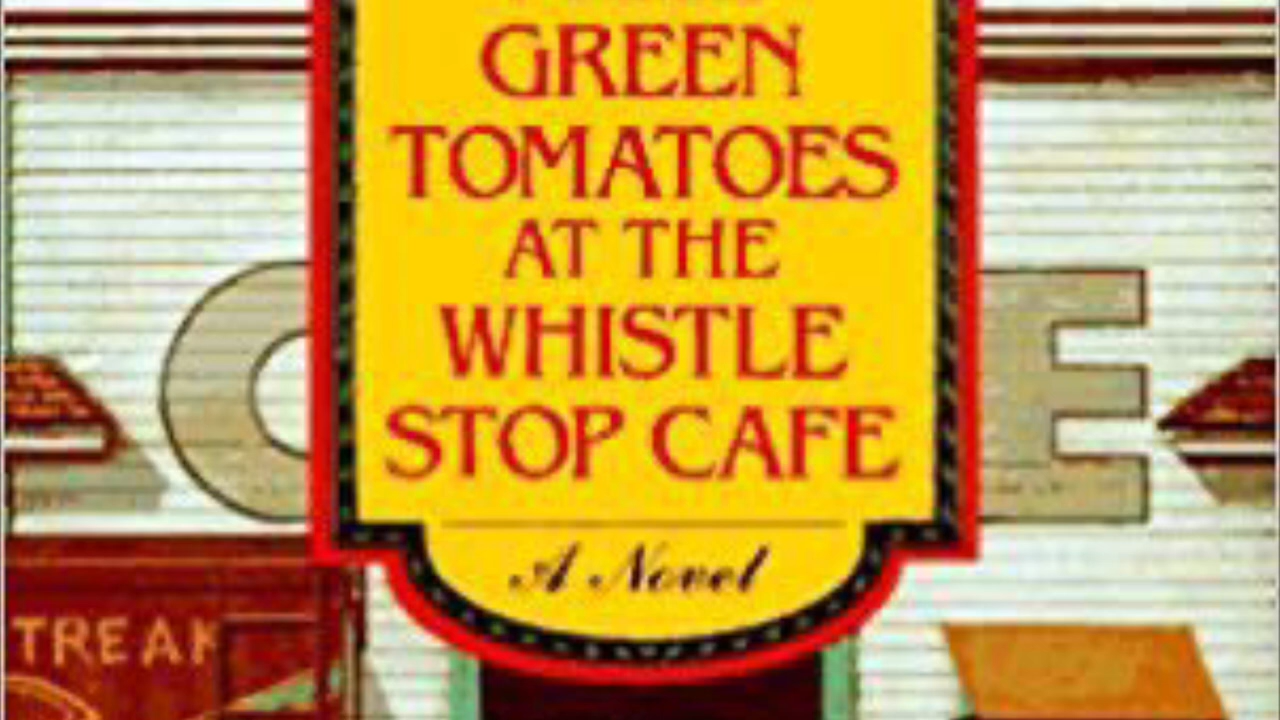 GREEN
TOMATOES
AT THE
WHISTLE
STOP CAFE
A Novel
C
E
TREAK